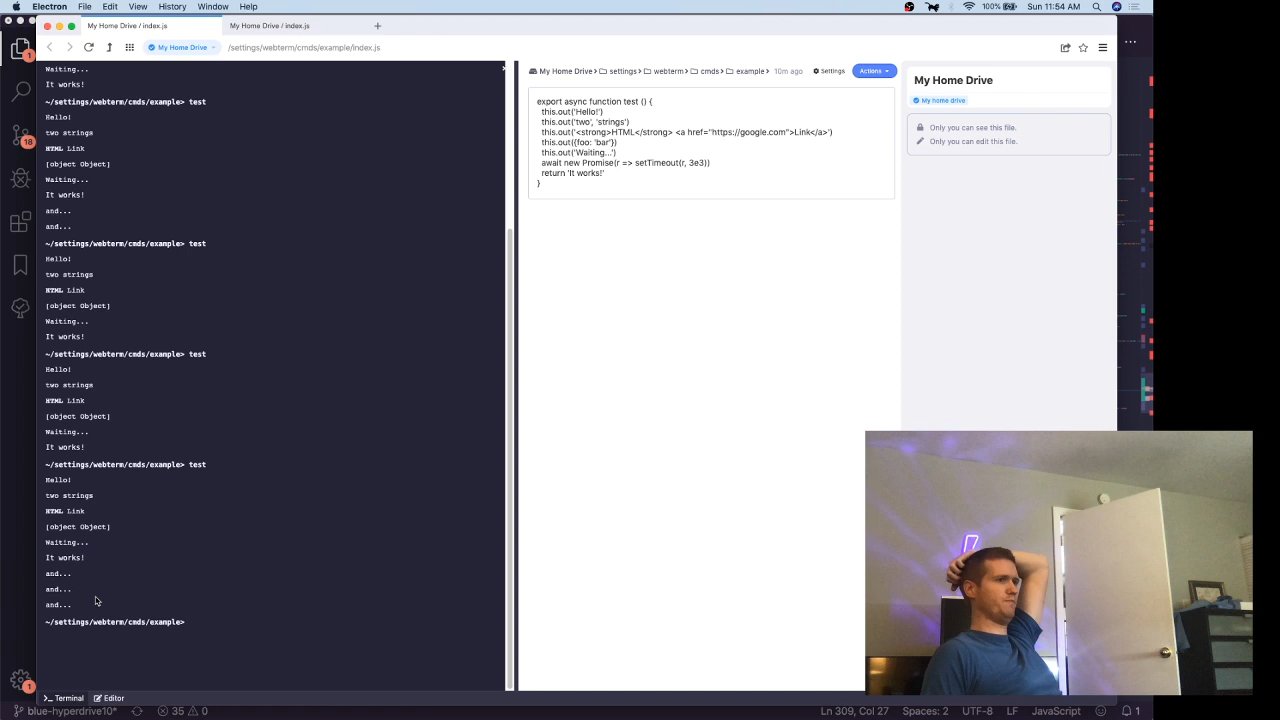 Electron File Edit View History Window Help
100% Sun 11:54 AM
My Home Drive / index.js
My Home Drive / index.js
My Home Drive
/settings/webterm/cmds/example/index.js
Waiting...
It works!
~/settings/webterm/cmds/example> test
Hello!
two strings
HTML Link
[object Object]
Waiting...
It works!
and...
and...
~/settings/webterm/cmds/example> test
Hello!
two strings
HTML Link
[object Object]
Waiting...
It works!
~/settings/webterm/cmds/example> test
Hello!
two strings
HTML Link
[object Object]
Waiting...
It works!
~/settings/webterm/cmds/example> test
Hello!
two strings
HTML Link
[object Object]
Waiting...
It works!
and...
and...
and...
~/settings/webterm/cmds/example>
My Home Drive> settings> webterm> cmds> example> 10m ago Settings Actions
export async function test () {
this.out('Hello!')
this.out('two', 'strings')
this.out('<strong>HTML</strong> <a href="https://google.com">Link</a>')
this.out({foo: 'bar'})
this.out('Waiting...')
await new Promise(r => setTimeout(r, 3e3))
return 'It works!'
}
My Home Drive
My home drive
Only you can see this file.
Only you can edit this file.
1
18
1
Terminal Editor
blue-hyperdrive10* 35 0 Ln 309, Col 27 Spaces: 2 UTF-8 LF JavaScript 1